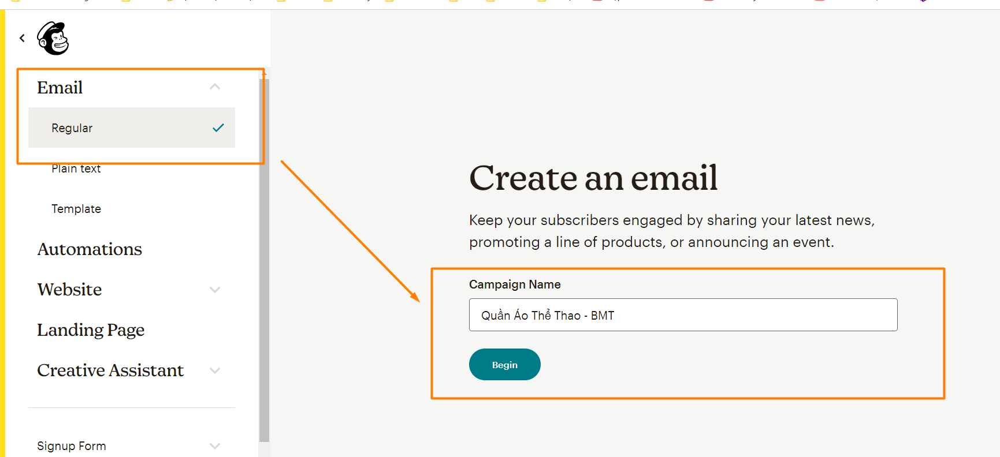 Email
Regular
Plain text
Template
Automations
Website
Landing Page
Creative Assistant
Signup Form
Create an email
Keep your subscribers engaged by sharing your latest news,
promoting a line of products, or announcing an event.
Campaign Name
Quần Áo Thể Thao - BMT
Begin